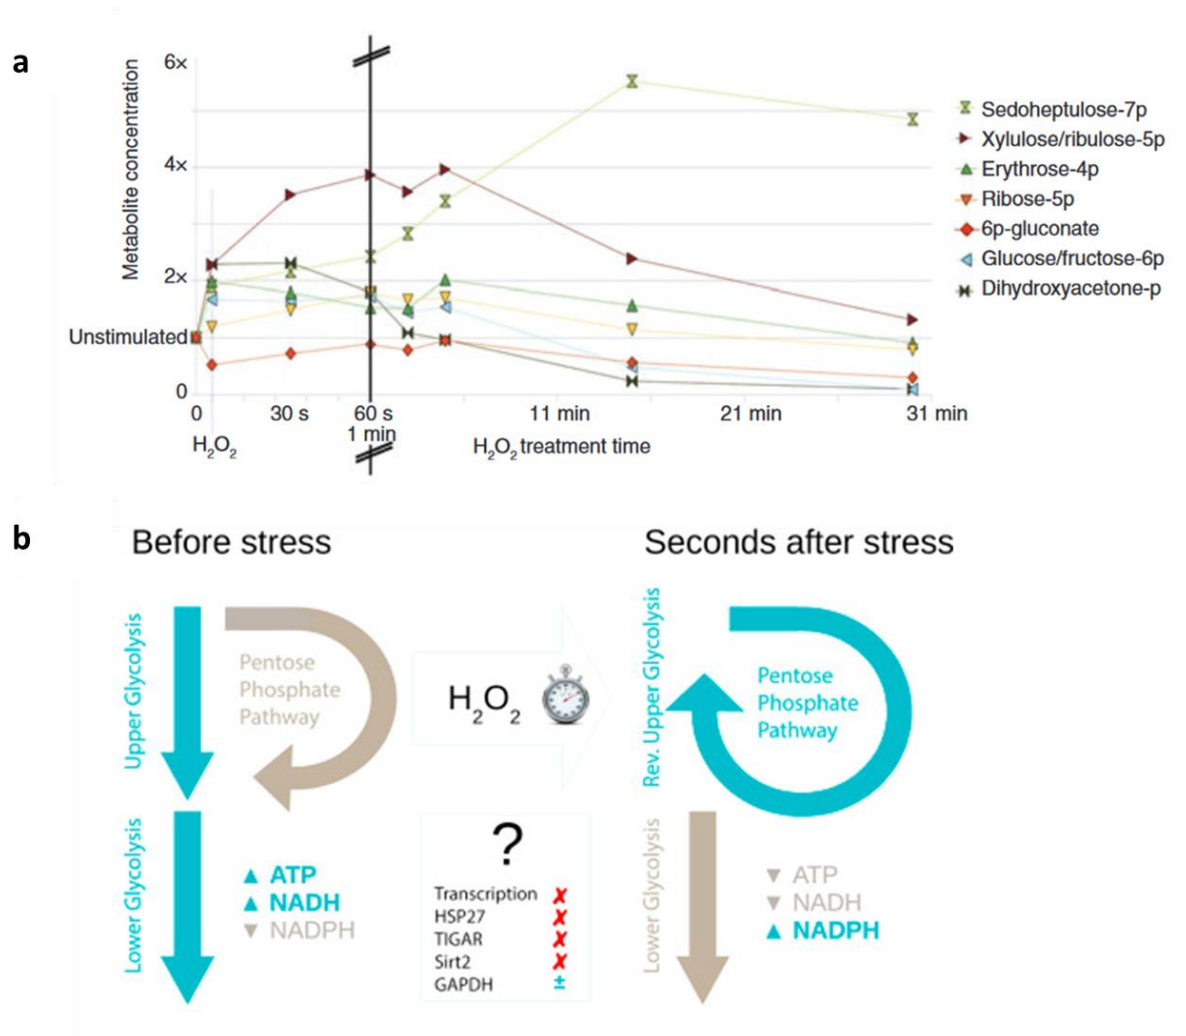 a
Metabolite concentration
6×
4×
2×
Unstimulated
0
0
30 s
60 s
1 min
11 min
21 min
31 min
H₂O₂
H₂O₂ treatment time
Sedoheptulose-7p
Xylulose/ribulose-5p
Erythrose-4p
Ribose-5p
6p-gluconate
Glucose/fructose-6p
Dihydroxyacetone-p
b
Before stress
Seconds after stress
Upper Glycolysis
Pentose
Phosphate
Pathway
Lower Glycolysis
▲ ATP
▲ NADH
▼ NADPH
H₂O₂
?
Transcription ✗
HSP27 ✗
TIGAR ✗
Sirt2 ✗
GAPDH ±
Rev. Upper Glycolysis
Pentose
Phosphate
Pathway
Lower Glycolysis
▼ ATP
▼ NADH
▲ NADPH